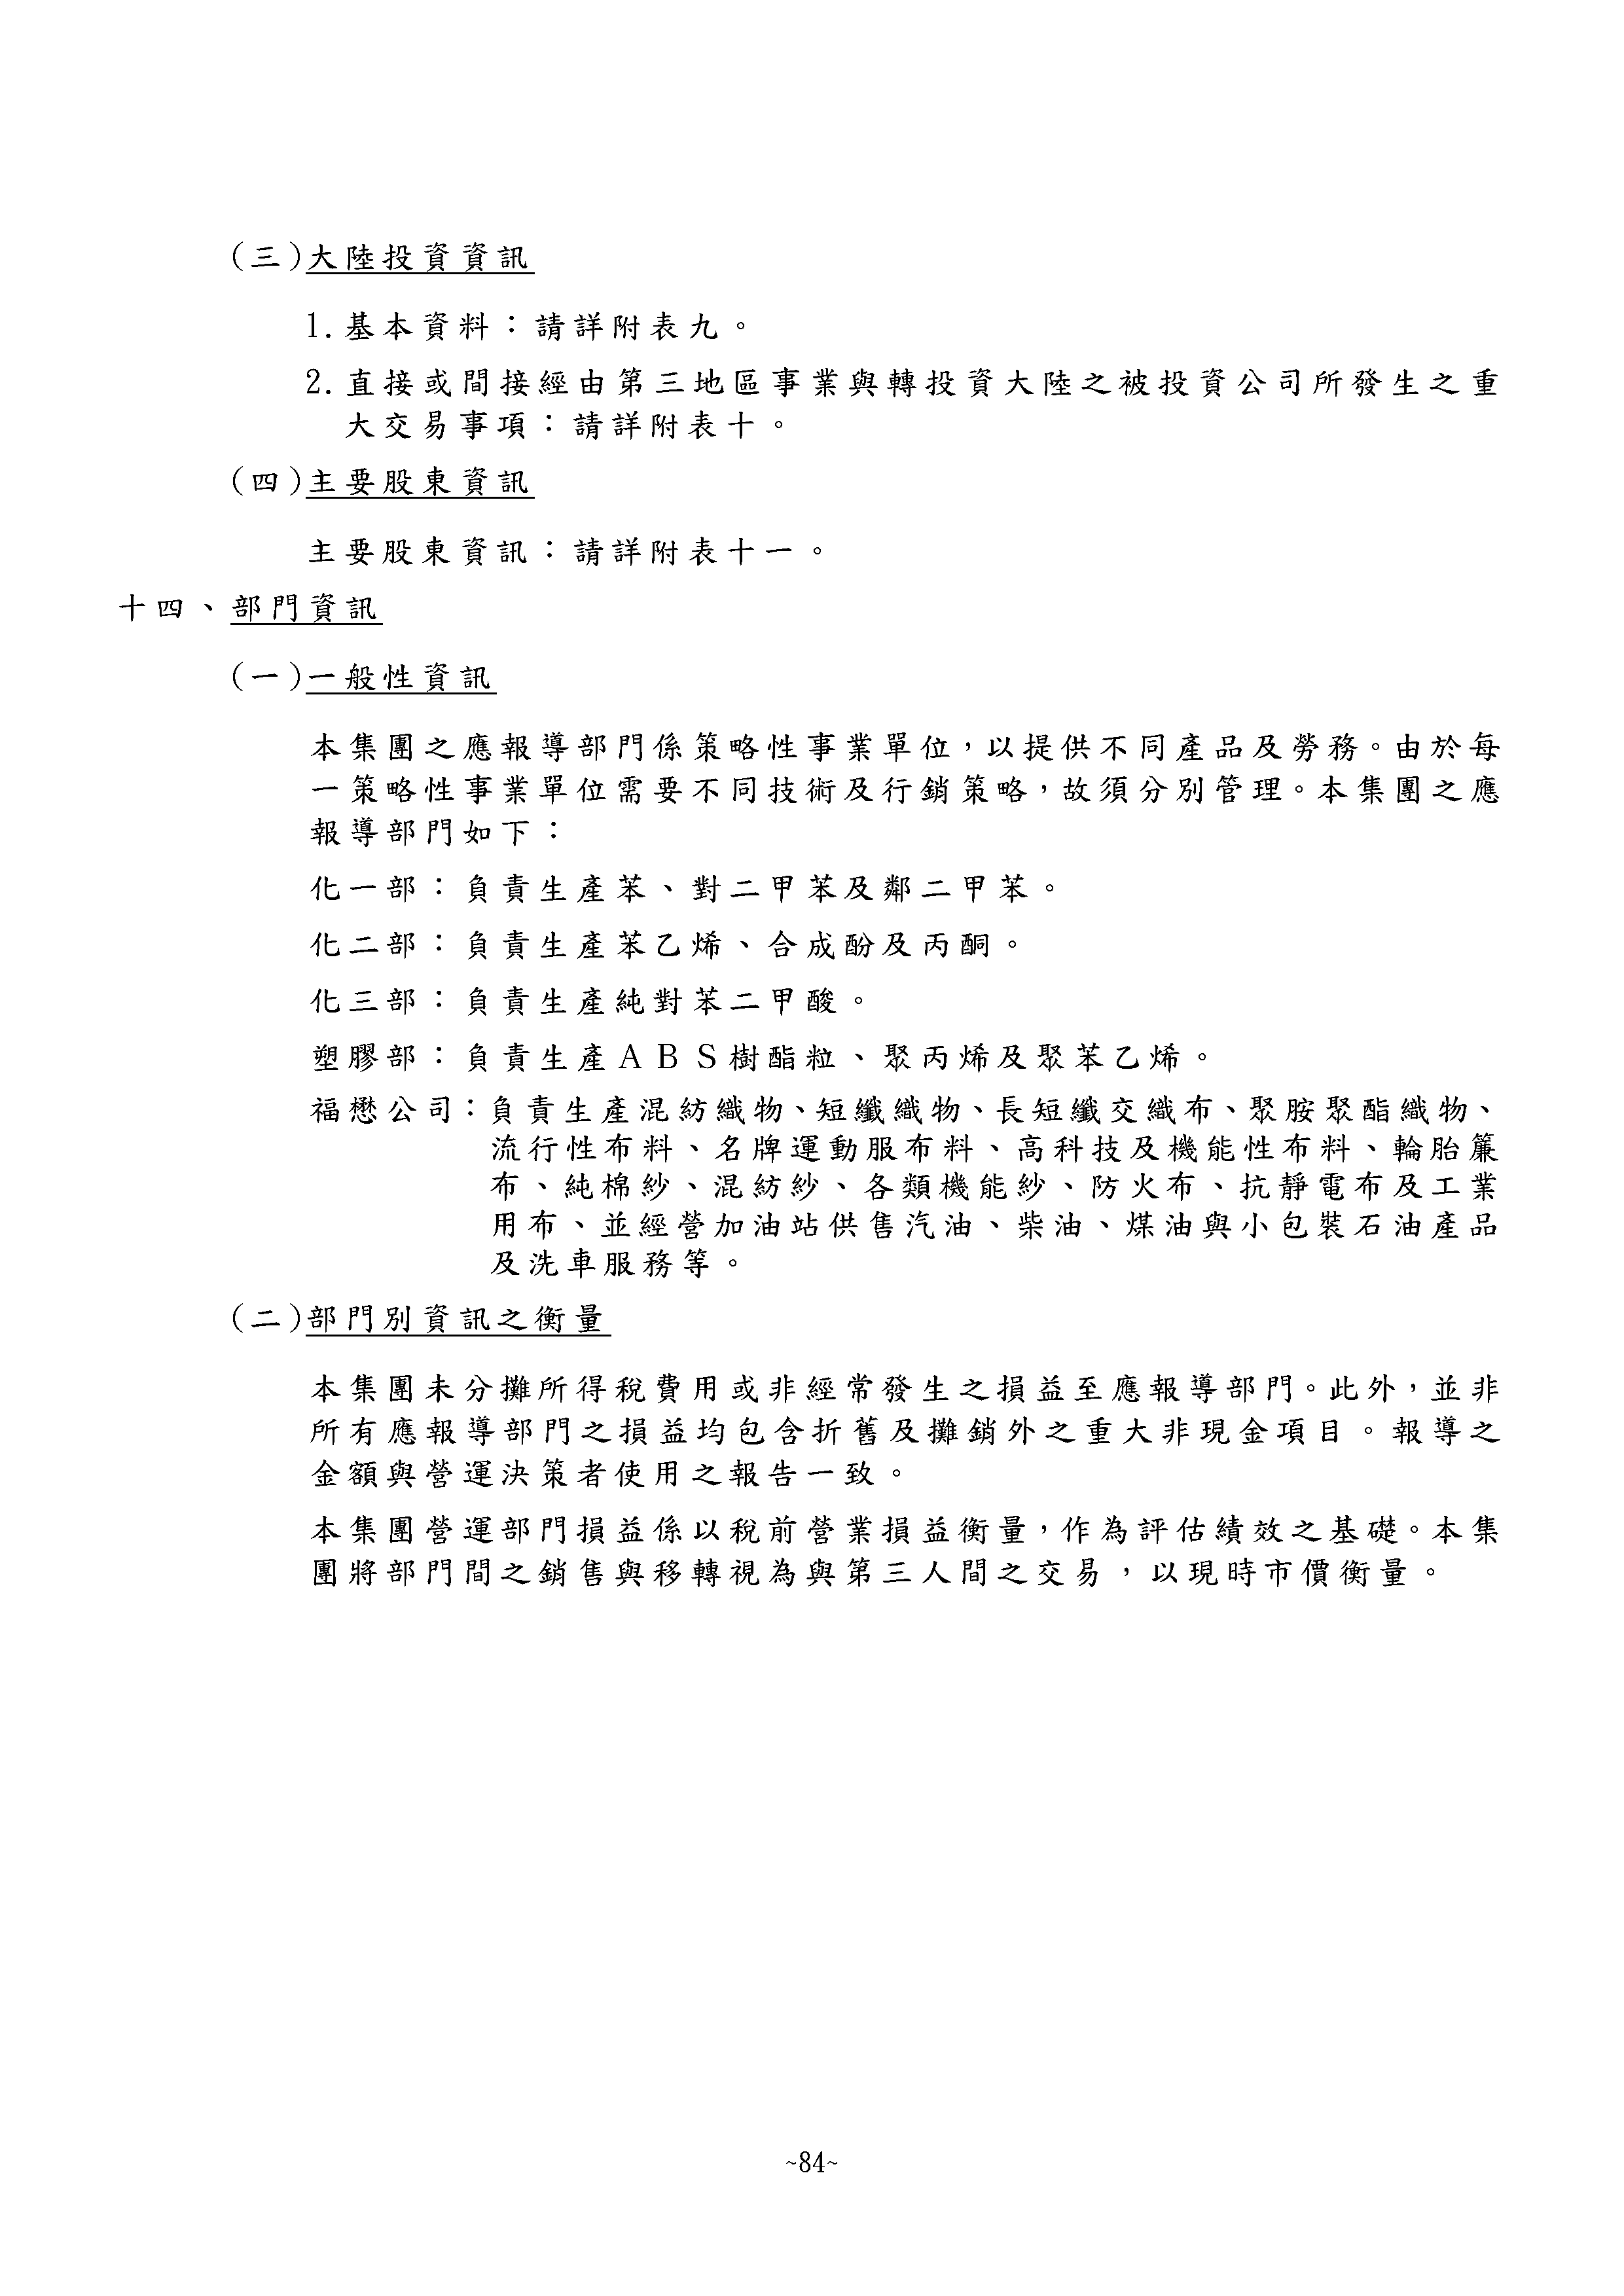 (三)大陸投資資訊
1.基本資料：請詳附表九。
2.直接或間接經由第三地區事業與轉投資大陸之被投資公司所發生之重
大交易事項：請詳附表十。
(四)主要股東資訊
主要股東資訊：請詳附表十一。
十四、部門資訊
(一)一般性資訊
本集團之應報導部門係策略性事業單位，以提供不同產品及勞務。由於每
一策略性事業單位需要不同技術及行銷策略，故須分別管理。本集團之應
報導部門如下：
化一部：負責生產苯、對二甲苯及鄰二甲苯。
化二部：負責生產苯乙烯、合成酚及丙酮。
化三部：負責生產純對苯二甲酸。
塑膠部：負責生產ＡＢＳ樹酯粒、聚丙烯及聚苯乙烯。
福懋公司：負責生產混紡織物、短纖織物、長短纖交織布、聚胺聚酯織物、
流行性布料、名牌運動服布料、高科技及機能性布料、輪胎簾
布、純棉紗、混紡紗、各類機能紗、防火布、抗靜電布及工業
用布、並經營加油站供售汽油、柴油、煤油與小包裝石油產品
及洗車服務等。
(二)部門別資訊之衡量
本集團未分攤所得稅費用或非經常發生之損益至應報導部門。此外，並非
所有應報導部門之損益均包含折舊及攤銷外之重大非現金項目。報導之
金額與營運決策者使用之報告一致。
本集團營運部門損益係以稅前營業損益衡量，作為評估績效之基礎。本集
團將部門間之銷售與移轉視為與第三人間之交易，以現時市價衡量。
~84~